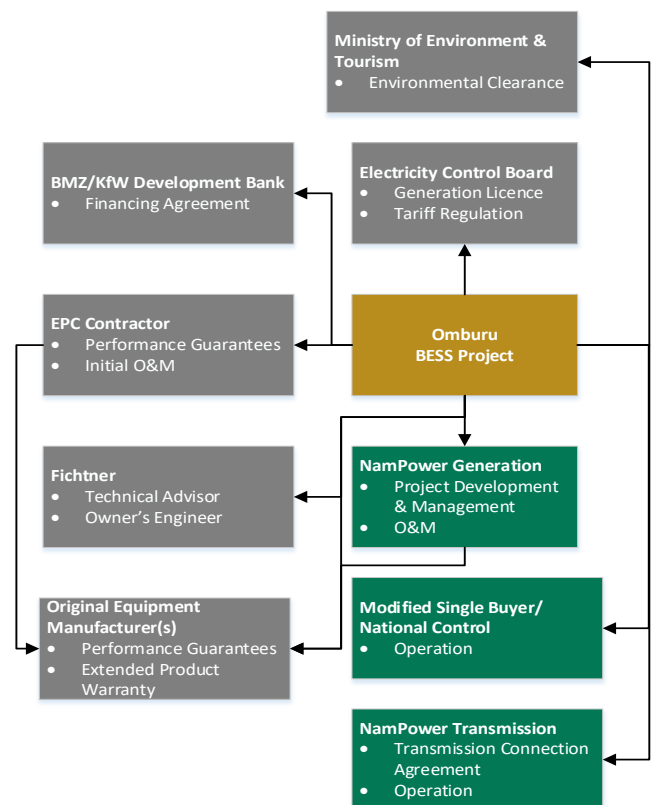 Ministry of Environment &
Tourism
• Environmental Clearance
BMZ/KfW Development Bank
• Financing Agreement
Electricity Control Board
• Generation Licence
• Tariff Regulation
EPC Contractor
• Performance Guarantees
• Initial O&M
Omburu
BESS Project
Fichtner
• Technical Advisor
• Owner’s Engineer
NamPower Generation
• Project Development
& Management
• O&M
Original Equipment
Manufacturer(s)
• Performance Guarantees
• Extended Product
Warranty
Modified Single Buyer/
National Control
• Operation
NamPower Transmission
• Transmission Connection
Agreement
• Operation